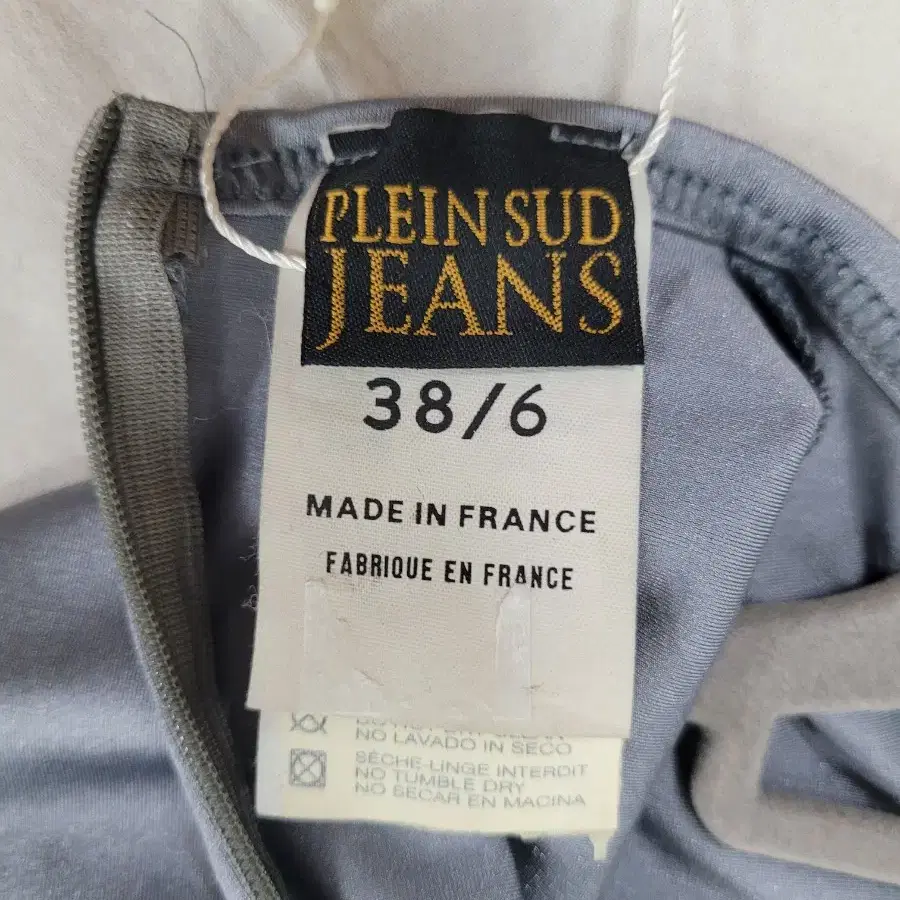 PLEIN SUD
JEANS
38/6
MADE IN FRANCE
FABRIQUE EN FRANCE
NO LAVADO IN SECO
SÈCHE-LINGE INTERDIT
NO TUMBLE DRY
NO SECAR EN MACINA